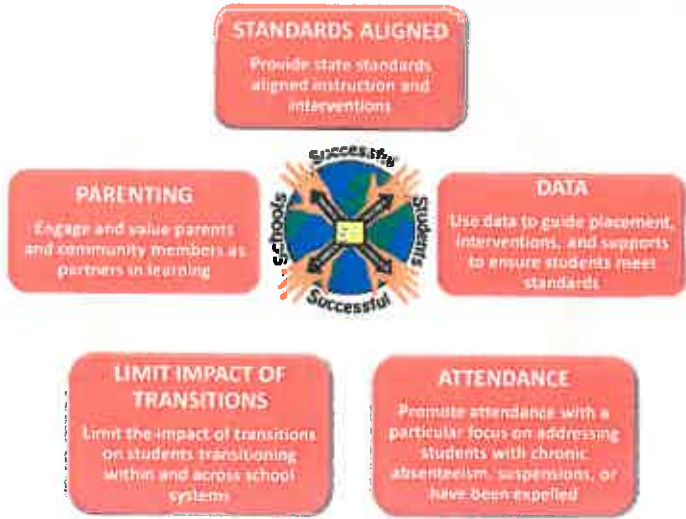 STANDARDS ALIGNED
Provide state standards
aligned instruction and
interventions
PARENTING
Engage and value parents
and community members as
partners in learning
Successful
Students
Schools
Successful
DATA
Use data to guide placement,
interventions, and supports
to ensure students meet
standards
LIMIT IMPACT OF
TRANSITIONS
Limit the impact of transitions
on students transitioning
within and across school
systems
ATTENDANCE
Promote attendance with a
particular focus on addressing
students with chronic
absenteeism, suspensions, or
have been expelled